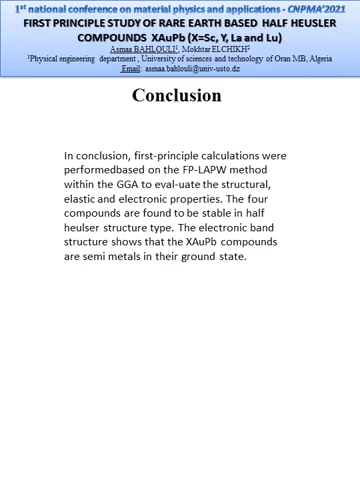 1st national conference on material physics and applications - CNPMA'2021
FIRST PRINCIPLE STUDY OF RARE EARTH BASED HALF HEUSLER
COMPOUNDS XAuPb (X=Sc, Y, La and Lu)
Asmaa BAHLOULI1, Mokhtar ELCHIKH2
1Physical engineering department , University of sciences and technology of Oran MB, Algeria
Email: asmaa.bahlouli@univ-usto.dz
Conclusion
In conclusion, first-principle calculations were
performedbased on the FP-LAPW method
within the GGA to eval-uate the structural,
elastic and electronic properties. The four
compounds are found to be stable in half
heulser structure type. The electronic band
structure shows that the XAuPb compounds
are semi metals in their ground state.